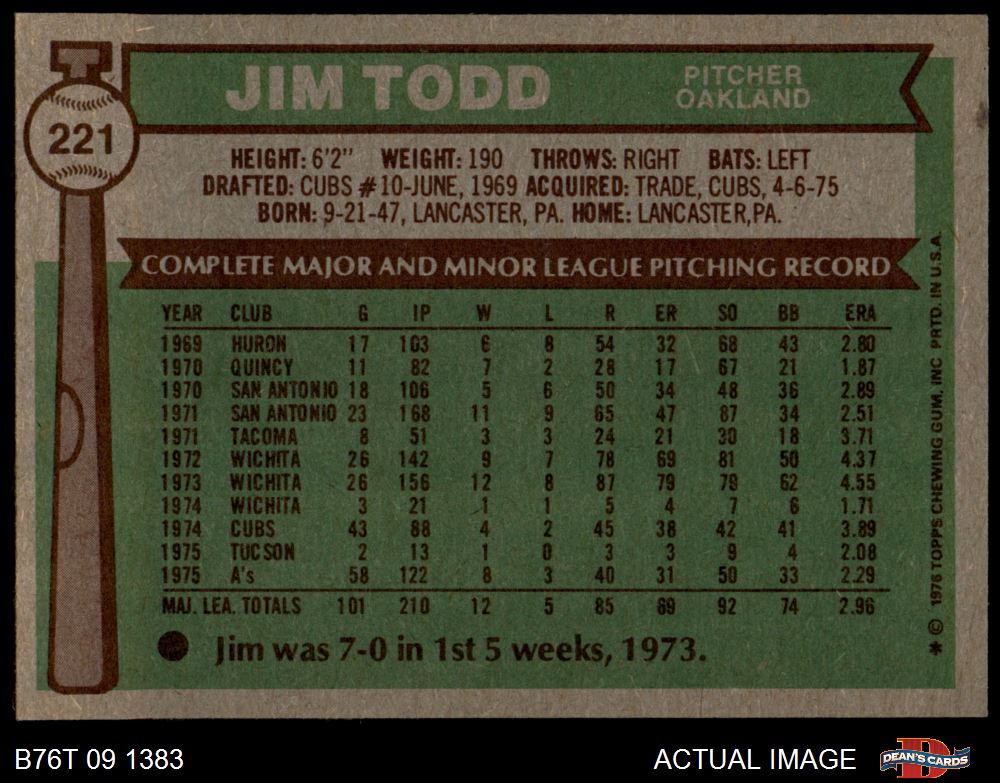 JIM TODD
PITCHER
OAKLAND
221
HEIGHT: 6'2" WEIGHT: 190 THROWS: RIGHT BATS: LEFT
DRAFTED: CUBS #10-JUNE, 1969 ACQUIRED: TRADE, CUBS, 4-6-75
BORN: 9-21-47, LANCASTER, PA. HOME: LANCASTER, PA.
COMPLETE MAJOR AND MINOR LEAGUE PITCHING RECORD
YEAR CLUB G IP W L R ER SO BB ERA
1969 HURON 17 103 6 8 54 32 68 43 2.80
1970 QUINCY 11 82 7 2 28 17 67 21 1.87
1970 SAN ANTONIO 18 106 5 6 50 34 48 36 2.89
1971 SAN ANTONIO 23 168 11 9 65 47 87 34 2.51
1971 TACOMA 8 51 3 3 24 21 30 18 3.71
1972 WICHITA 26 142 9 7 78 69 81 50 4.37
1973 WICHITA 26 156 12 8 87 79 79 62 4.55
1974 WICHITA 3 21 1 1 5 4 7 6 1.71
1974 CUBS 43 88 4 2 45 38 42 41 3.89
1975 TUCSON 2 13 1 0 3 3 9 4 2.08
1975 A's 58 122 8 3 40 31 50 33 2.29
MAJ. LEA. TOTALS 101 210 12 5 85 69 92 74 2.96
Jim was 7-0 in 1st 5 weeks, 1973.
* © 1976 TOPPS CHEWING GUM, INC PRTD. IN U.S.A.
B76T 09 1383
ACTUAL IMAGE
DEAN'S CARDS